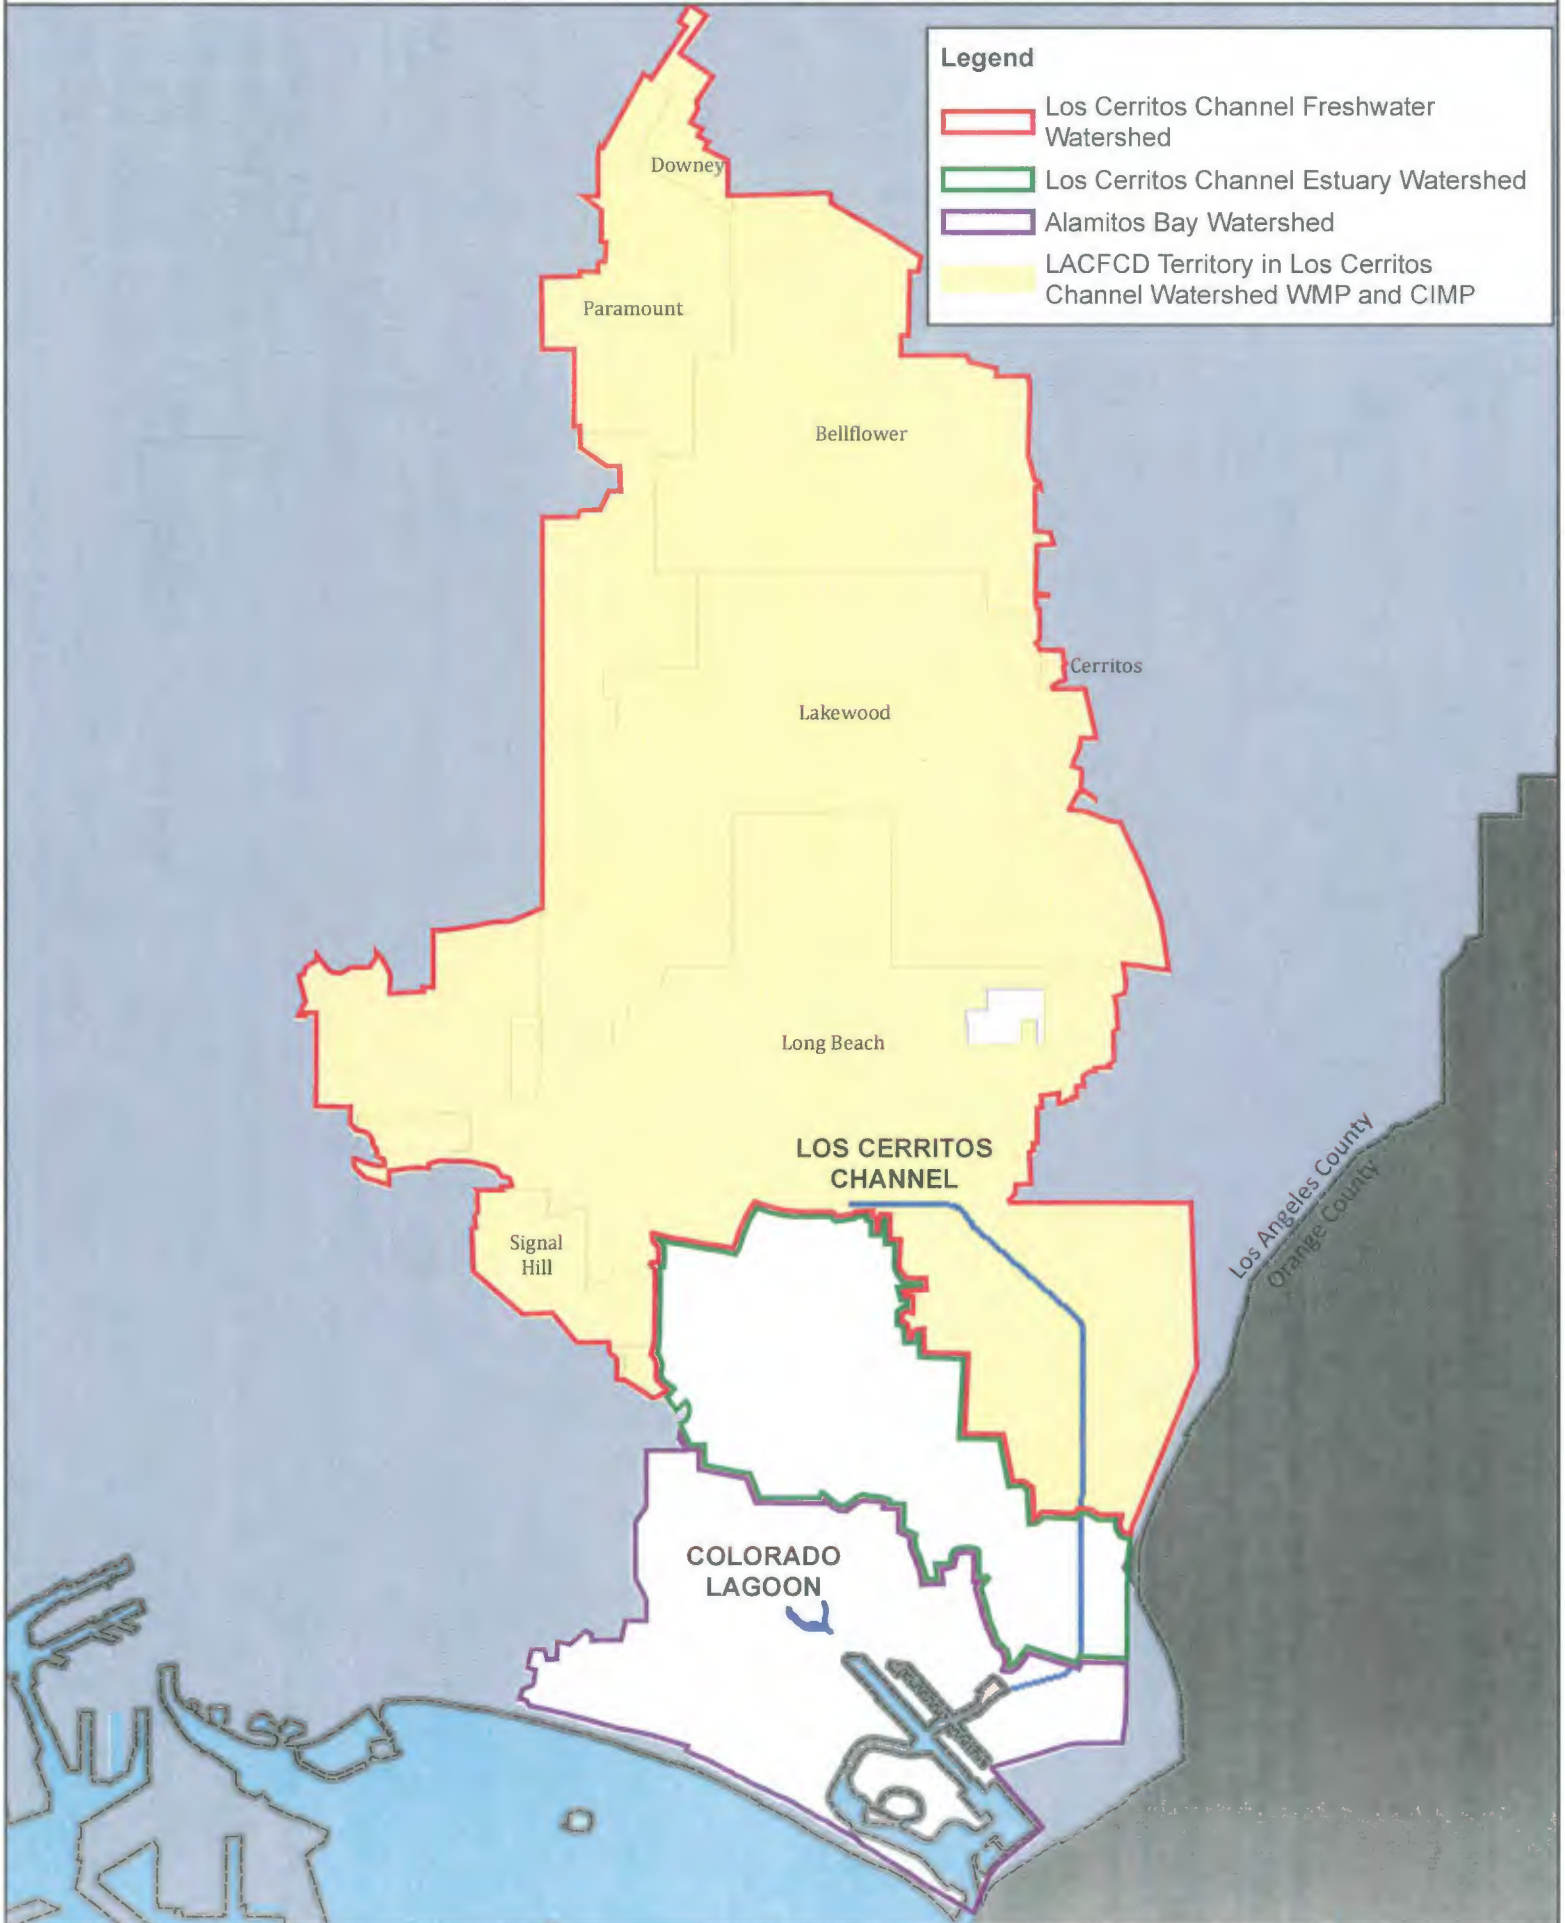 Legend
Los Cerritos Channel Freshwater
Watershed
Los Cerritos Channel Estuary Watershed
Alamitos Bay Watershed
LACFCD Territory in Los Cerritos
Channel Watershed WMP and CIMP
Downey
Paramount
Bellflower
Cerritos
Lakewood
Long Beach
LOS CERRITOS
CHANNEL
Los Angeles County
Orange County
Signal
Hill
COLORADO
LAGOON